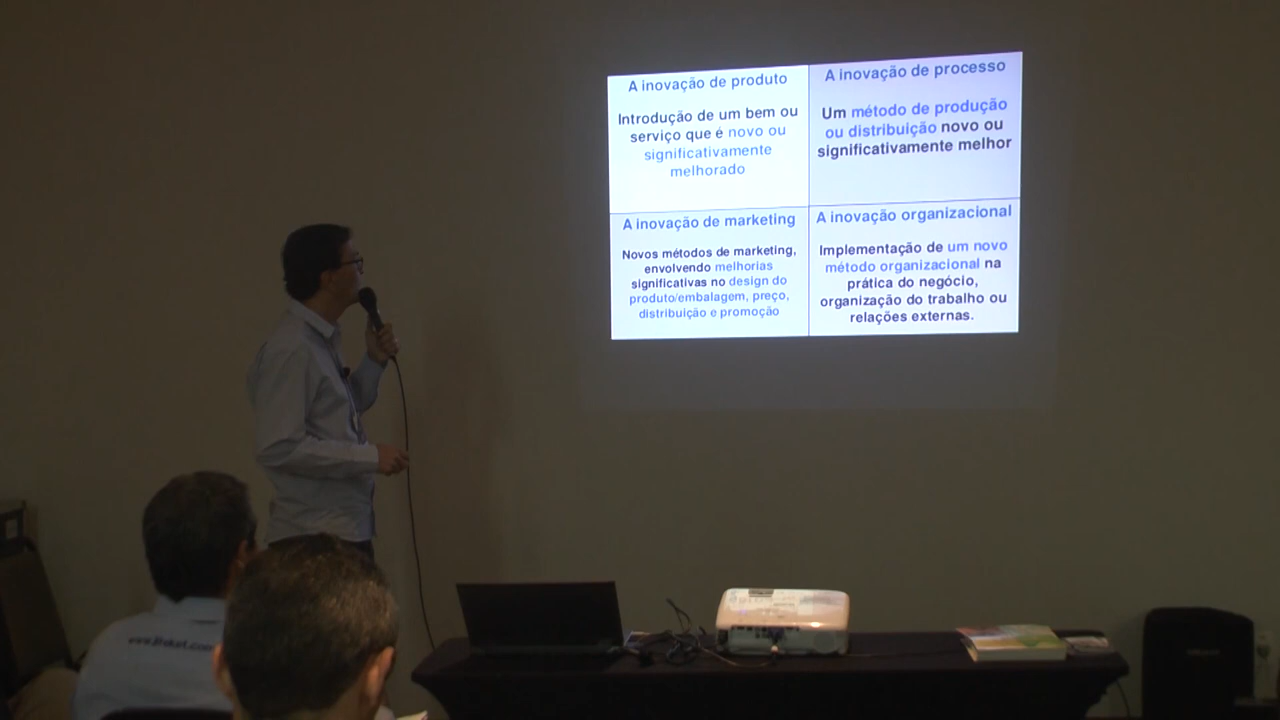 A inovação de produto
Introdução de um bem ou
serviço que é novo ou
significativamente
melhorado
A inovação de processo
Um método de produção
ou distribuição novo ou
significativamente melhor
A inovação de marketing
Novos métodos de marketing,
envolvendo melhorias
significativas no design do
produto/embalagem, preço,
distribuição e promoção
A inovação organizacional
Implementação de um novo
método organizacional na
prática do negócio,
organização do trabalho ou
relações externas.